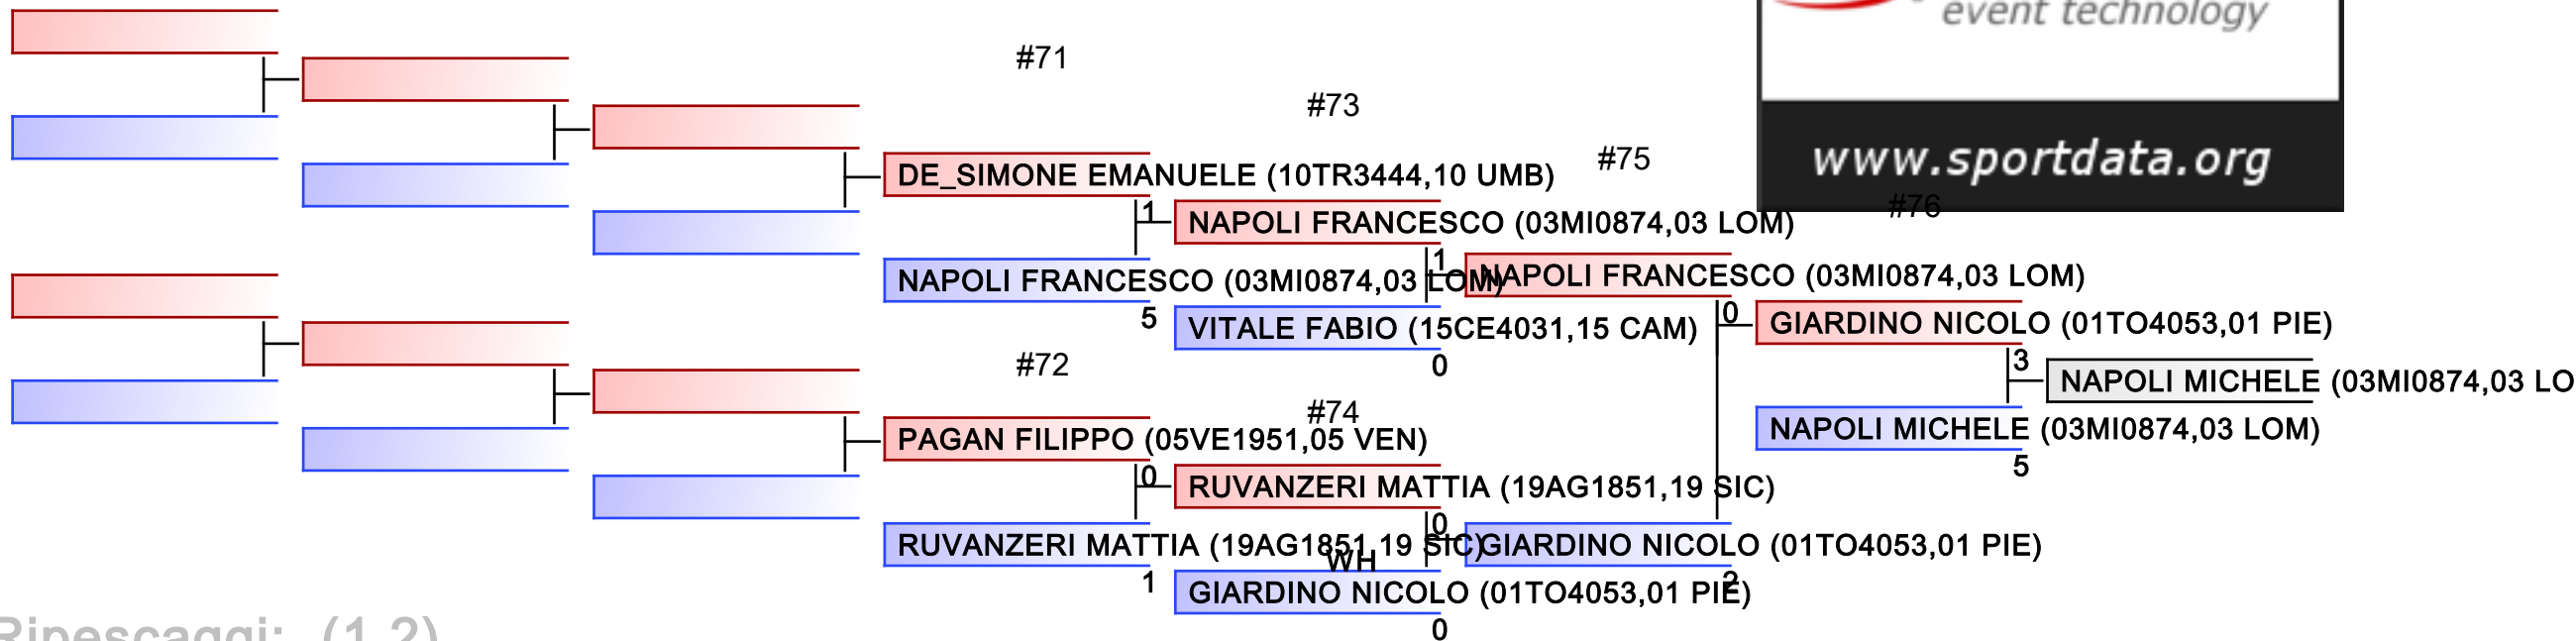 event technology
www.sportdata.org
#71
#73
#75
#76
DE_SIMONE EMANUELE (10TR3444,10 UMB)
1
NAPOLI FRANCESCO (03MI0874,03 LOM)
NAPOLI FRANCESCO (03MI0874,03 LOM)
5
1
NAPOLI FRANCESCO (03MI0874,03 LOM)
VITALE FABIO (15CE4031,15 CAM)
0
0
GIARDINO NICOLO (01TO4053,01 PIE)
3
NAPOLI MICHELE (03MI0874,03 LO
NAPOLI MICHELE (03MI0874,03 LOM)
5
#72
#74
PAGAN FILIPPO (05VE1951,05 VEN)
0
RUVANZERI MATTIA (19AG1851,19 SIC)
RUVANZERI MATTIA (19AG1851,19 SIC)
1
0
WH
GIARDINO NICOLO (01TO4053,01 PIE)
2
GIARDINO NICOLO (01TO4053,01 PIE)
0
Ripescaggi: (1,2)